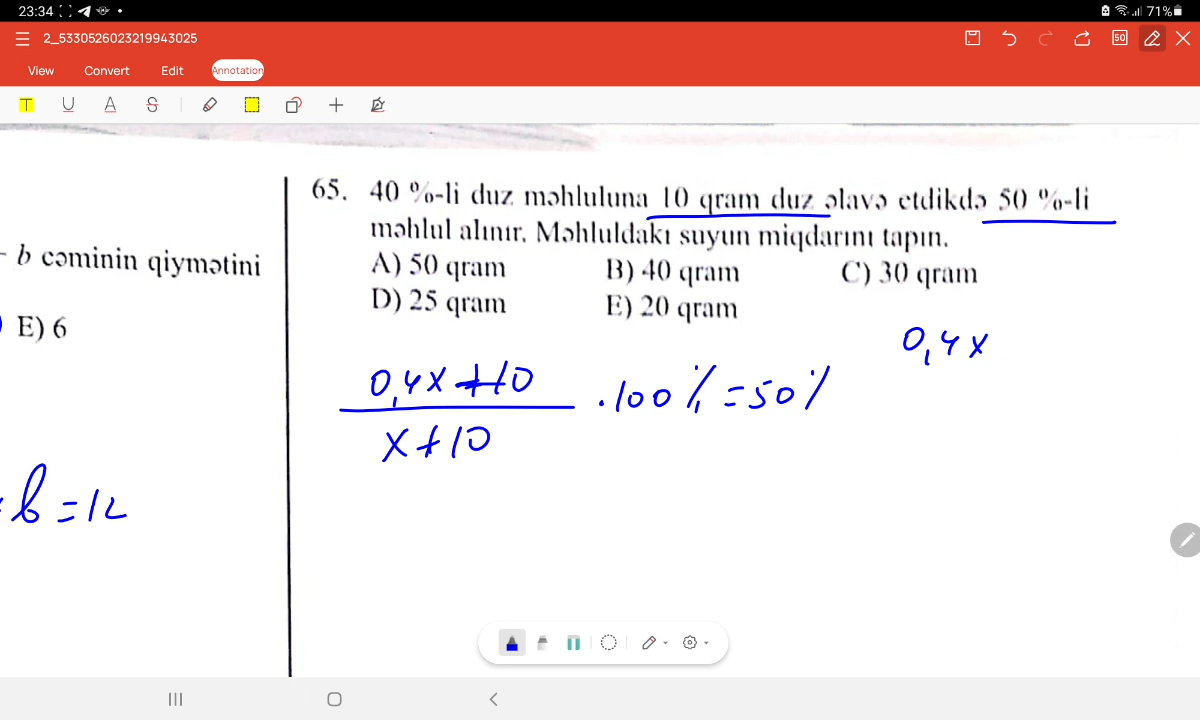 23:34 71%
2_5330526023219943025 50
View Convert Edit Annotation
T U A S
65. 40 %-li duz məhluluna 10 qram duz əlavə etdikdə 50 %-li
məhlul alınır. Məhluldakı suyun miqdarını tapın.
A) 50 qram B) 40 qram C) 30 qram
D) 25 qram E) 20 qram
- b cəminin qiymətini
) E) 6
0,4x
0,4x+10
x+10
·100%=50%
b=12